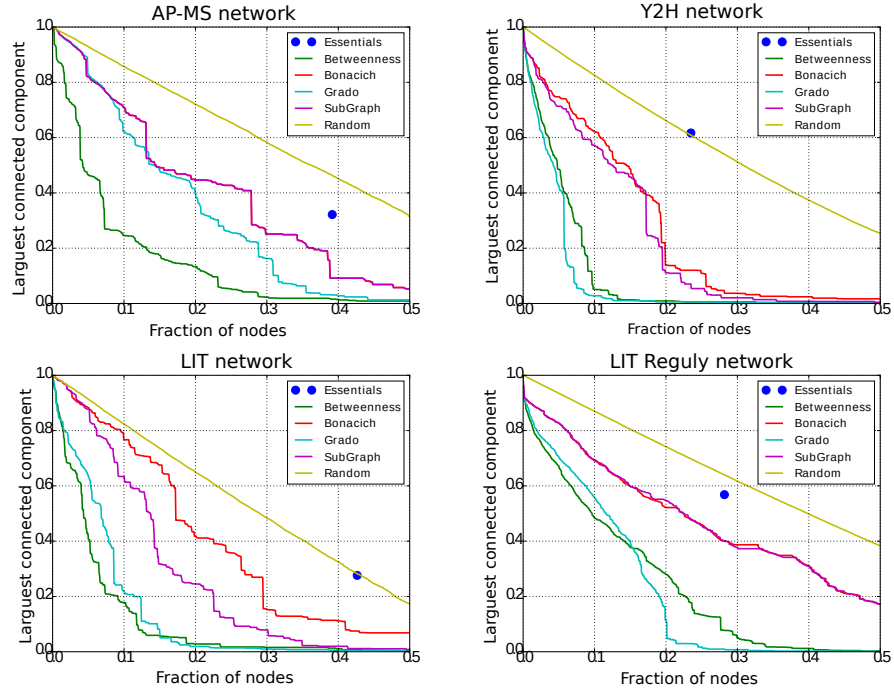 AP-MS network
Larguest connected component
1.0
0.8
0.6
0.4
0.2
0.0
0.0 0.1 0.2 0.3 0.4 0.5
Fraction of nodes
Essentials
Betweenness
Bonacich
Grado
SubGraph
Random
Y2H network
Larguest connected component
1.0
0.8
0.6
0.4
0.2
0.0
0.0 0.1 0.2 0.3 0.4 0.5
Fraction of nodes
Essentials
Betweenness
Bonacich
Grado
SubGraph
Random
LIT network
Larguest connected component
1.0
0.8
0.6
0.4
0.2
0.0
0.0 0.1 0.2 0.3 0.4 0.5
Fraction of nodes
Essentials
Betweenness
Bonacich
Grado
SubGraph
Random
LIT Reguly network
Larguest connected component
1.0
0.8
0.6
0.4
0.2
0.0
0.0 0.1 0.2 0.3 0.4 0.5
Fraction of nodes
Essentials
Betweenness
Bonacich
Grado
SubGraph
Random